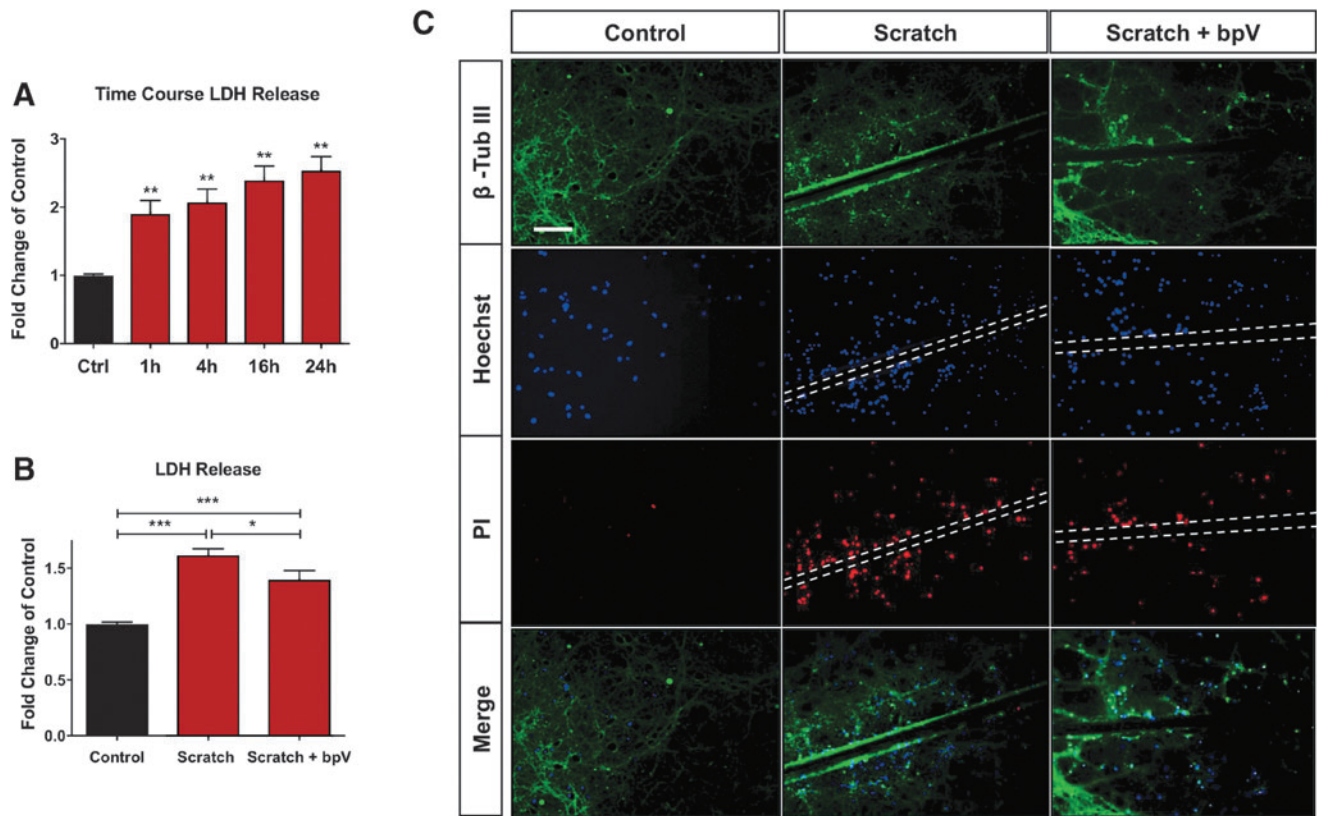 A
Time Course LDH Release
Fold Change of Control
3
2
1
0
**
**
**
**
Ctrl
1h
4h
16h
24h
B
LDH Release
Fold Change of Control
1.5
1.0
0.5
0.0
***
***
*
Control
Scratch
Scratch + bpV
C
Control
Scratch
Scratch + bpV
β -Tub III
Hoechst
PI
Merge